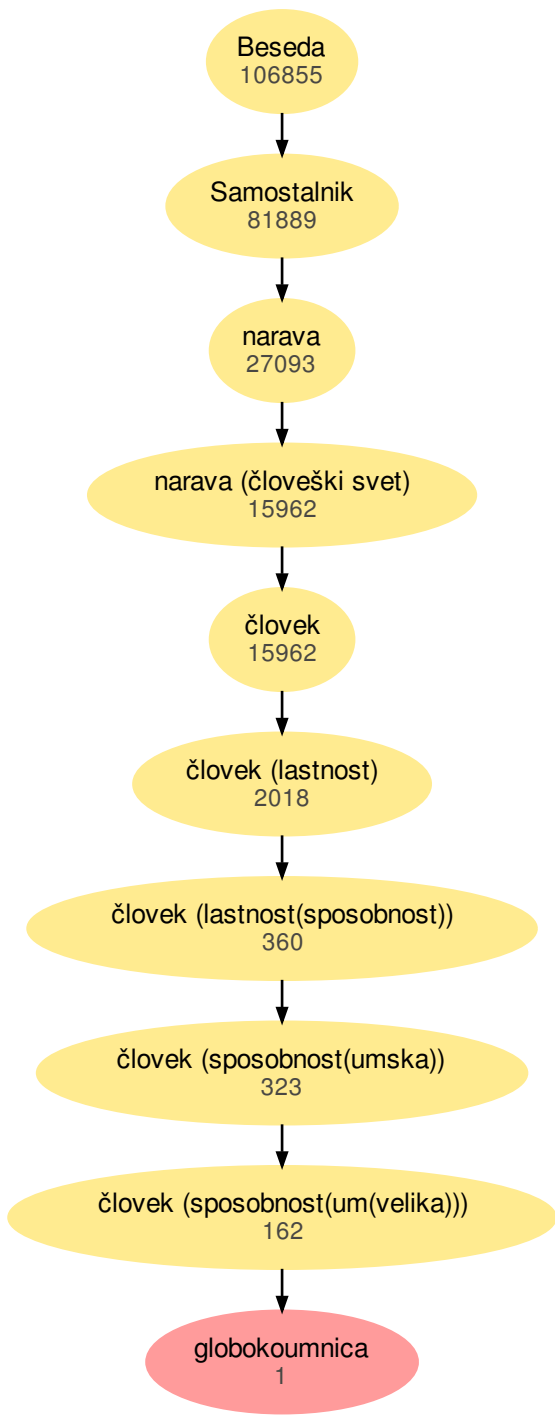 Beseda
106855
Samostalnik
81889
narava
27093
narava (človeški svet)
15962
človek
15962
človek (lastnost)
2018
človek (lastnost(sposobnost))
360
človek (sposobnost(umska))
323
človek (sposobnost(um(velika)))
162
globokoumnica
1